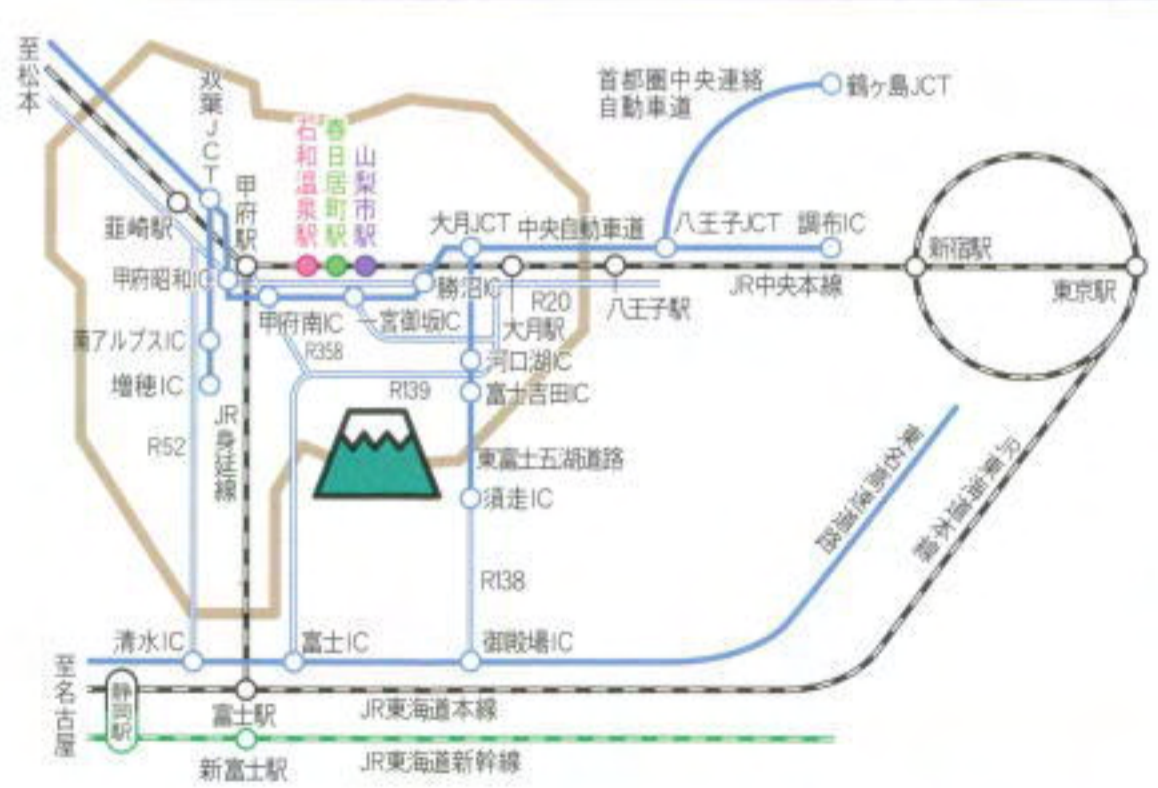 至松本
双葉JCT
首都圏中央連絡
自動車道
鶴ヶ島JCT
石和温泉駅
春日居町駅
山梨市駅
韮崎駅
甲府駅
大月JCT
中央自動車道
八王子JCT
調布IC
新宿駅
甲府昭和IC
勝沼IC
R20
JR中央本線
東京駅
甲府南IC
一宮御坂IC
大月駅
八王子駅
南アルプスIC
R358
河口湖IC
増穂IC
R139
富士吉田IC
JR身延線
R52
東富士五湖道路
須走IC
東名高速道路
JR東海道本線
R138
清水IC
富士IC
御殿場IC
至名古屋
静岡駅
富士駅
JR東海道本線
新富士駅
JR東海道新幹線